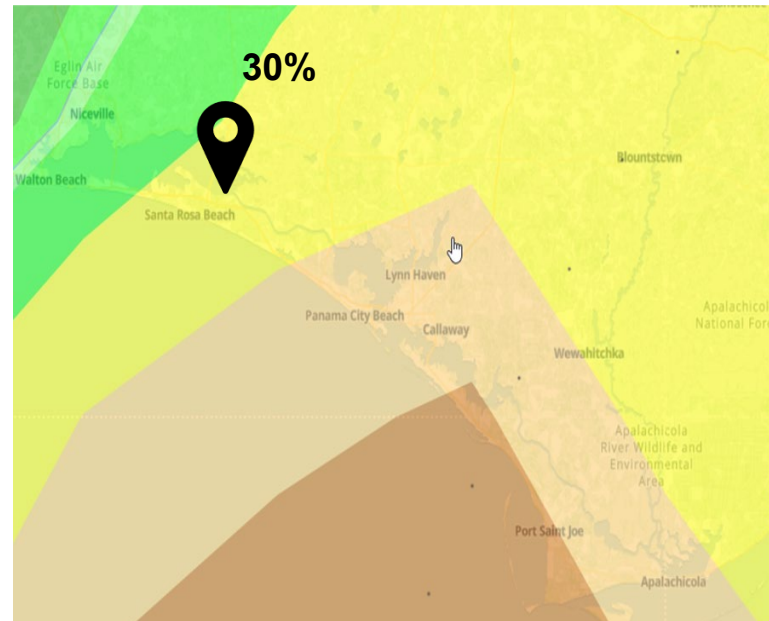 30%
Eglin Air
Force Base
Niceville
Walton Beach
Santa Rosa Beach
Blountstown
Lynn Haven
Panama City Beach
Callaway
Wewahitchka
Apalachicol
National Fore
Apalachicola
River Wildlife and
Environmental
Area
Port Saint Joe
Apalachicola